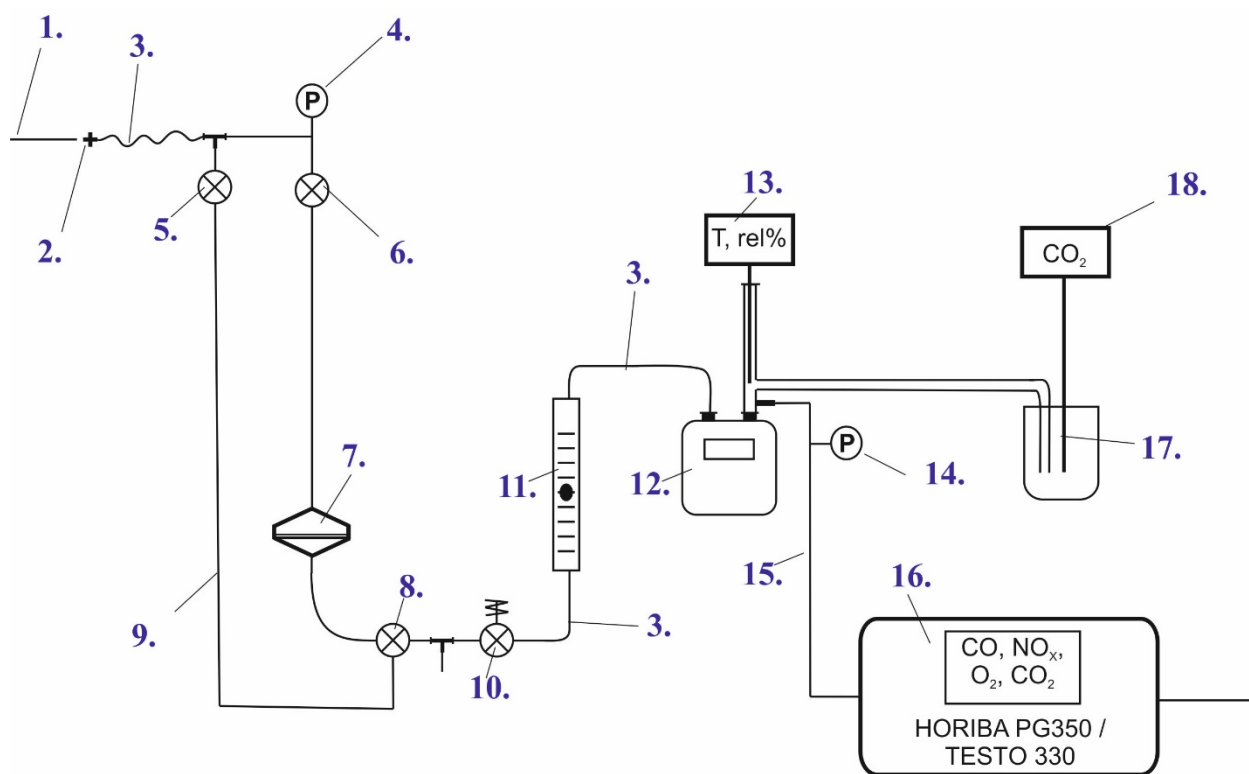 1.
3.
4.
P
2.
5.
6.
13.
T, rel%
18.
CO₂
3.
7.
11.
12.
P
14.
17.
9.
8.
10.
3.
15.
16.
CO, NOₓ,
O₂, CO₂
HORIBA PG350 /
TESTO 330